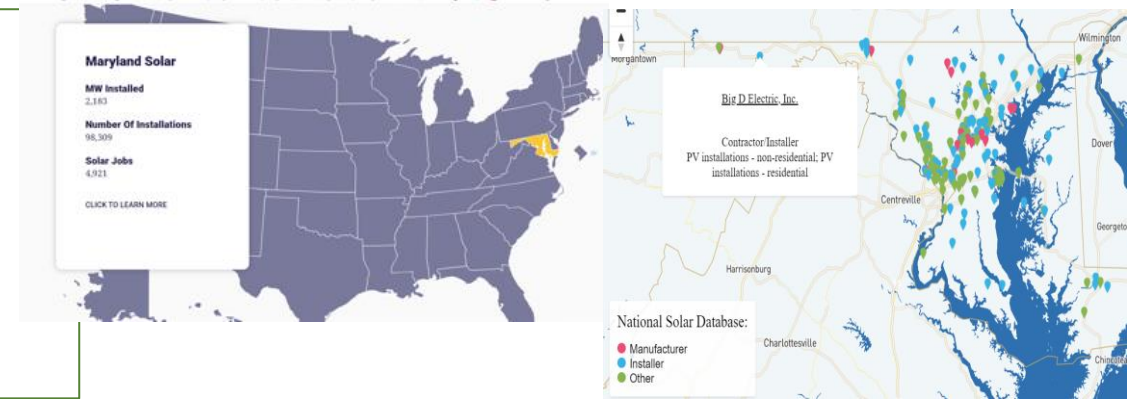 Maryland Solar
MW Installed
2,183
Number Of Installations
98,309
Solar Jobs
4,921
CLICK TO LEARN MORE
Morgantown
Wilmington
Big D Electric, Inc.
Contractor/Installer
PV installations - non-residential; PV
installations - residential
Dover
Centreville
Georgeto
Harrisonburg
National Solar Database:
Manufacturer
Installer
Other
Charlottesville